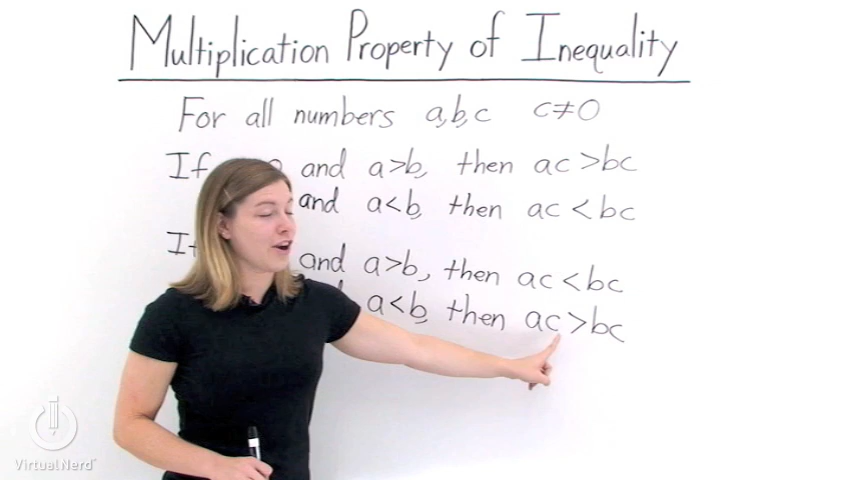 Multiplication Property of Inequality
For all numbers a,b,c c≠0
If and a>b, then ac >bc
and a<b, then ac <bc
If and a>b, then ac <bc
a<b, then ac >bc
VirtualNerd™